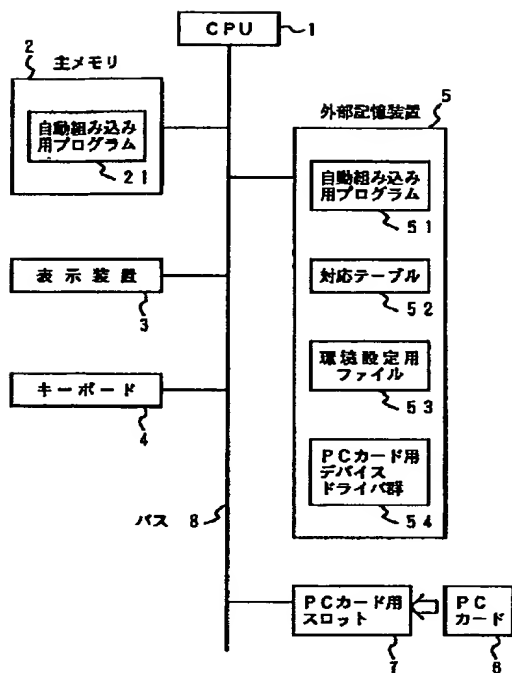 CPU
1
2
主メモリ
自動組み込み
用プログラム
21
外部記憶装置
5
自動組み込み
用プログラム
51
対応テーブル
52
環境設定用
ファイル
53
PCカード用
デバイス
ドライバ群
54
表示装置
3
キーボード
4
バス 8
PCカード用
スロット
7
PC
カード
6